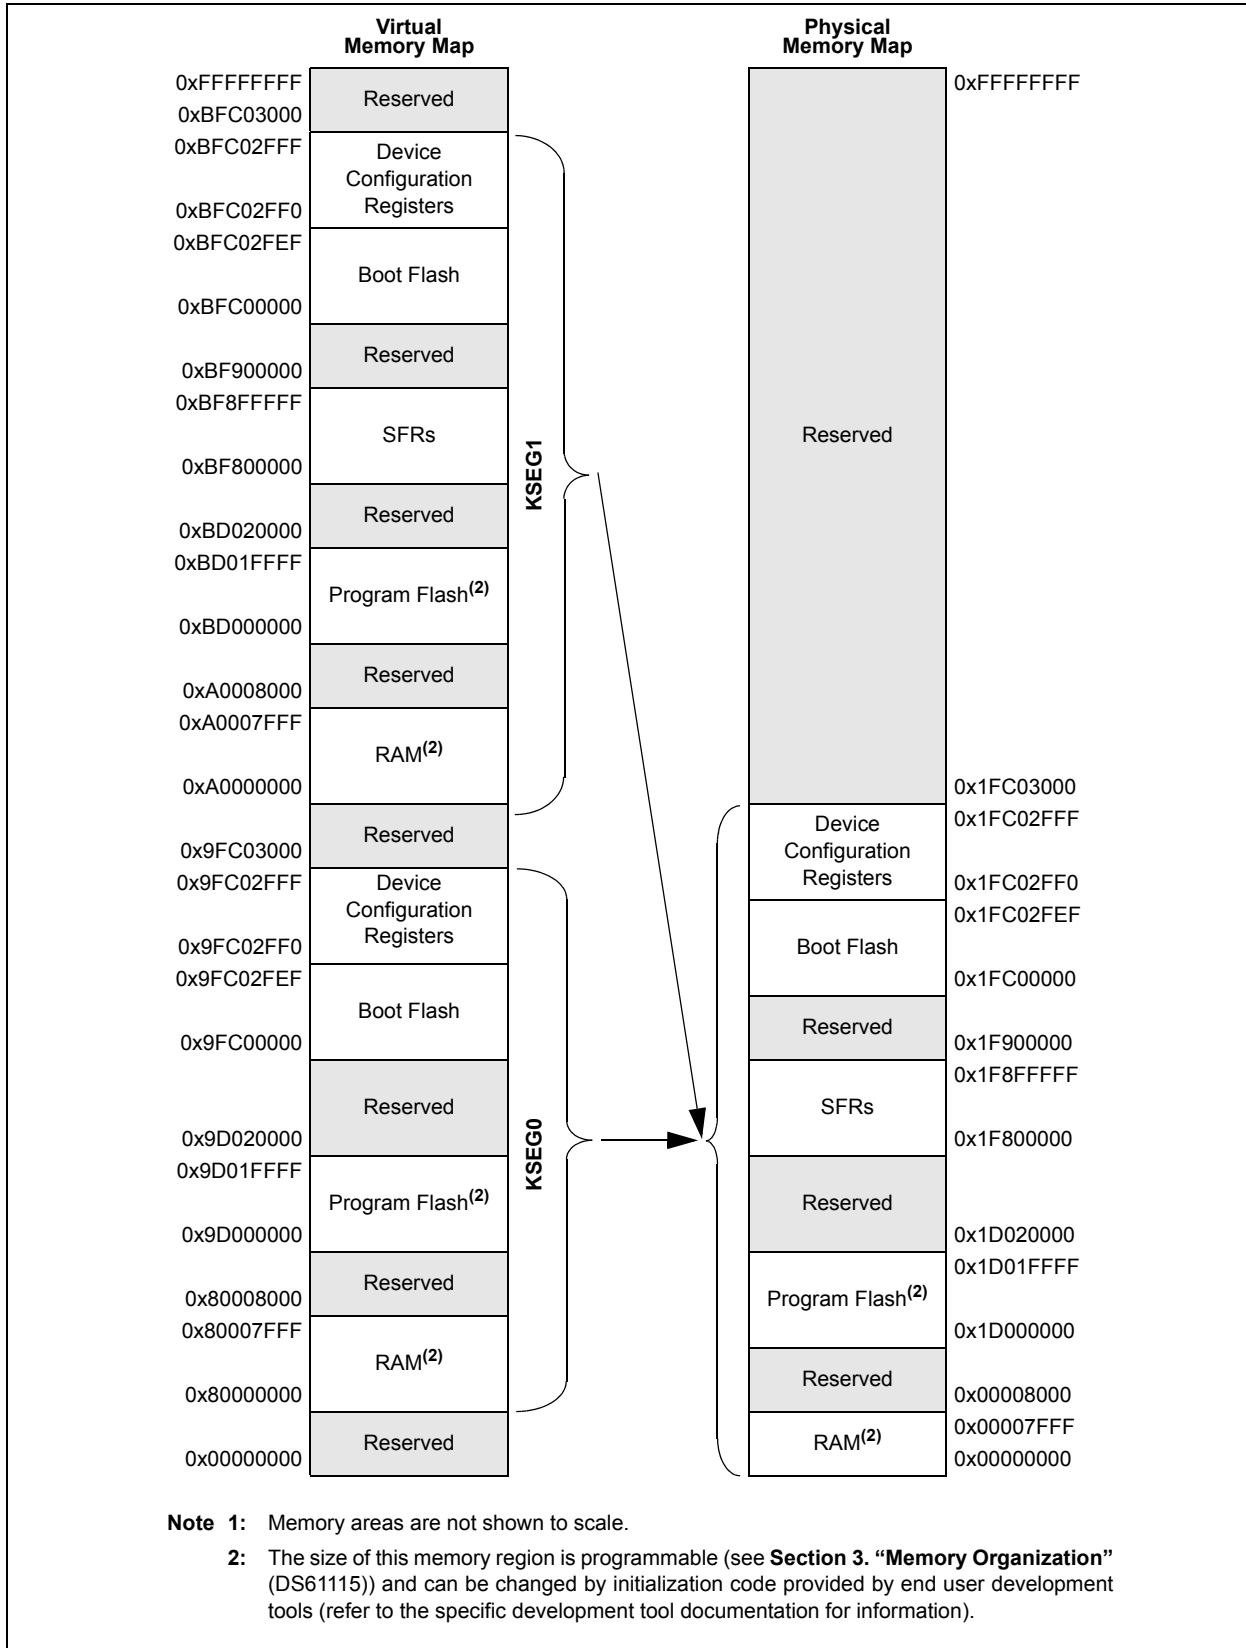 Virtual
Memory Map
Physical
Memory Map
0xFFFFFFFF
Reserved
0xBFC03000
0xBFC02FFF
Device
Configuration
Registers
0xBFC02FF0
0xBFC02FEF
Boot Flash
0xBFC00000
Reserved
0xBF900000
0xBF8FFFFF
SFRs
0xBF800000
Reserved
0xBD020000
0xBD01FFFF
Program Flash(2)
0xBD000000
Reserved
0xA0008000
0xA0007FFF
RAM(2)
0xA0000000
KSEG1
Reserved
0x9FC03000
0x9FC02FFF
Device
Configuration
Registers
0x9FC02FF0
0x9FC02FEF
Boot Flash
0x9FC00000
Reserved
0x9D020000
0x9D01FFFF
Program Flash(2)
0x9D000000
Reserved
0x80008000
0x80007FFF
RAM(2)
0x80000000
KSEG0
Reserved
0x00000000
0xFFFFFFFF
Reserved
0x1FC03000
0x1FC02FFF
Device
Configuration
Registers
0x1FC02FF0
0x1FC02FEF
Boot Flash
0x1FC00000
Reserved
0x1F900000
0x1F8FFFFF
SFRs
0x1F800000
Reserved
0x1D020000
0x1D01FFFF
Program Flash(2)
0x1D000000
Reserved
0x00008000
0x00007FFF
RAM(2)
0x00000000
Note 1: Memory areas are not shown to scale.
2: The size of this memory region is programmable (see Section 3. “Memory Organization”
(DS61115)) and can be changed by initialization code provided by end user development
tools (refer to the specific development tool documentation for information).